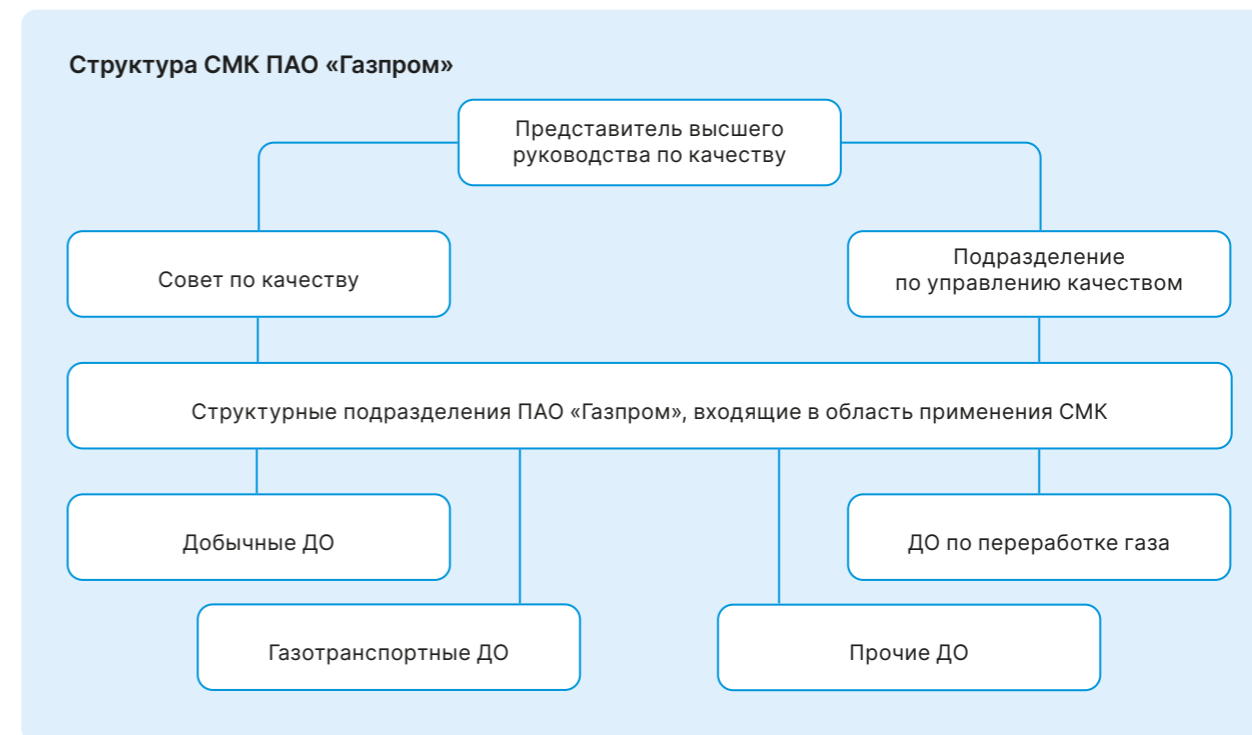 Структура СМК ПАО «Газпром»
Представитель высшего
руководства по качеству
Совет по качеству
Подразделение
по управлению качеством
Структурные подразделения ПАО «Газпром», входящие в область применения СМК
Добычные ДО
ДО по переработке газа
Газотранспортные ДО
Прочие ДО